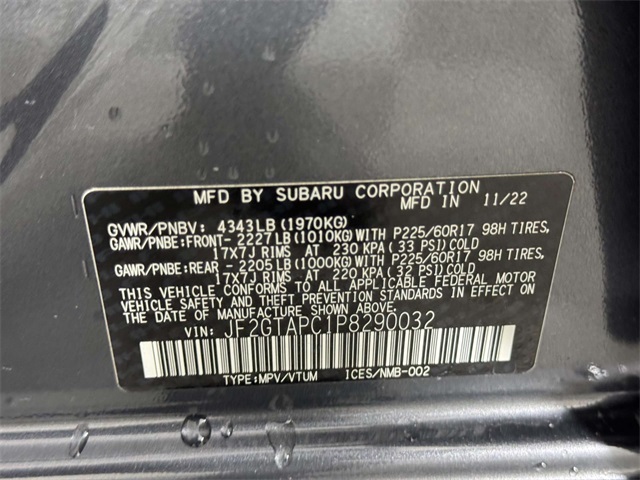 MFD BY SUBARU CORPORATION
MFD IN 11/22
GVWR/PNBV: 4343LB(1970KG)
GAWR/PNBE:FRONT-2227LB(1010KG)WITH P225/60R17 98H TIRES,
17X7J RIMS AT 230 KPA(33 PSI)COLD
GAWR/PNBE:REAR -2205LB(1000KG)WITH P225/60R17 98H TIRES,
17X7J RIMS AT 220 KPA(32 PSI)COLD
THIS VEHICLE CONFORMS TO ALL APPLICABLE FEDERAL MOTOR
VEHICLE SAFETY AND THEFT PREVENTION STANDARDS IN EFFECT ON
THE DATE OF MANUFACTURE SHOWN ABOVE.
VIN: JF2GTAPC1P8290032
TYPE:MPV/VTUM ICES/NMB-002